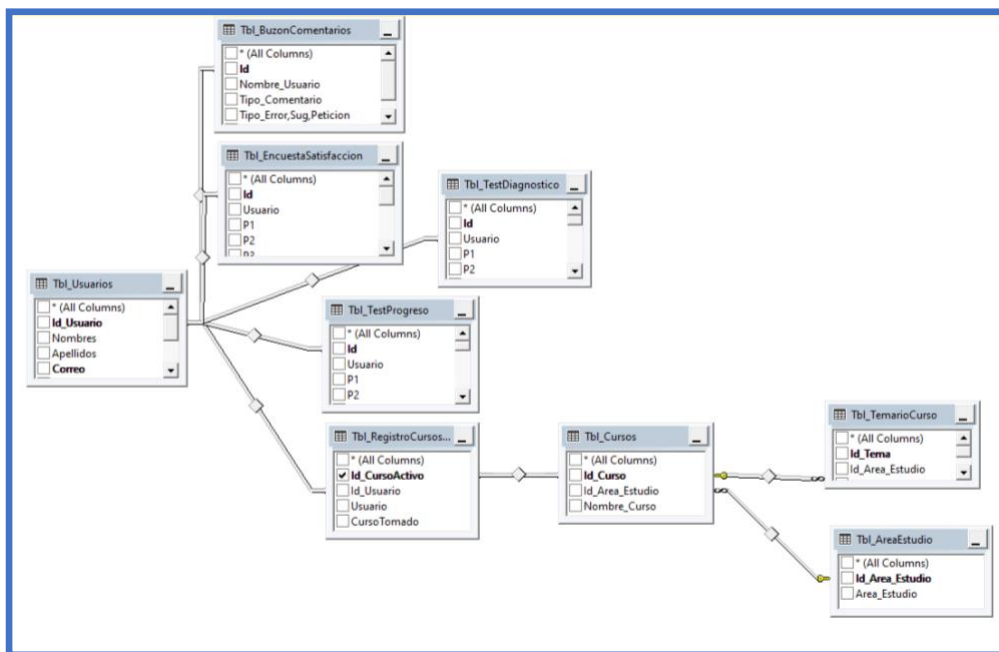 Tbl_BuzonComentarios
* (All Columns)
Id
Nombre_Usuario
Tipo_Comentario
Tipo_Error,Sug,Peticion
Tbl_EncuestaSatisfaccion
* (All Columns)
Id
Usuario
P1
P2
Tbl_TestDiagnostico
* (All Columns)
Id
Usuario
P1
P2
Tbl_Usuarios
* (All Columns)
Id_Usuario
Nombres
Apellidos
Correo
Tbl_TestProgreso
* (All Columns)
Id
Usuario
P1
P2
Tbl_RegistroCursos...
* (All Columns)
Id_CursoActivo
Id_Usuario
Usuario
CursoTomado
Tbl_Cursos
* (All Columns)
Id_Curso
Id_Area_Estudio
Nombre_Curso
Tbl_TemarioCurso
* (All Columns)
Id_Tema
Id_Area_Estudio
Tbl_AreaEstudio
* (All Columns)
Id_Area_Estudio
Area_Estudio